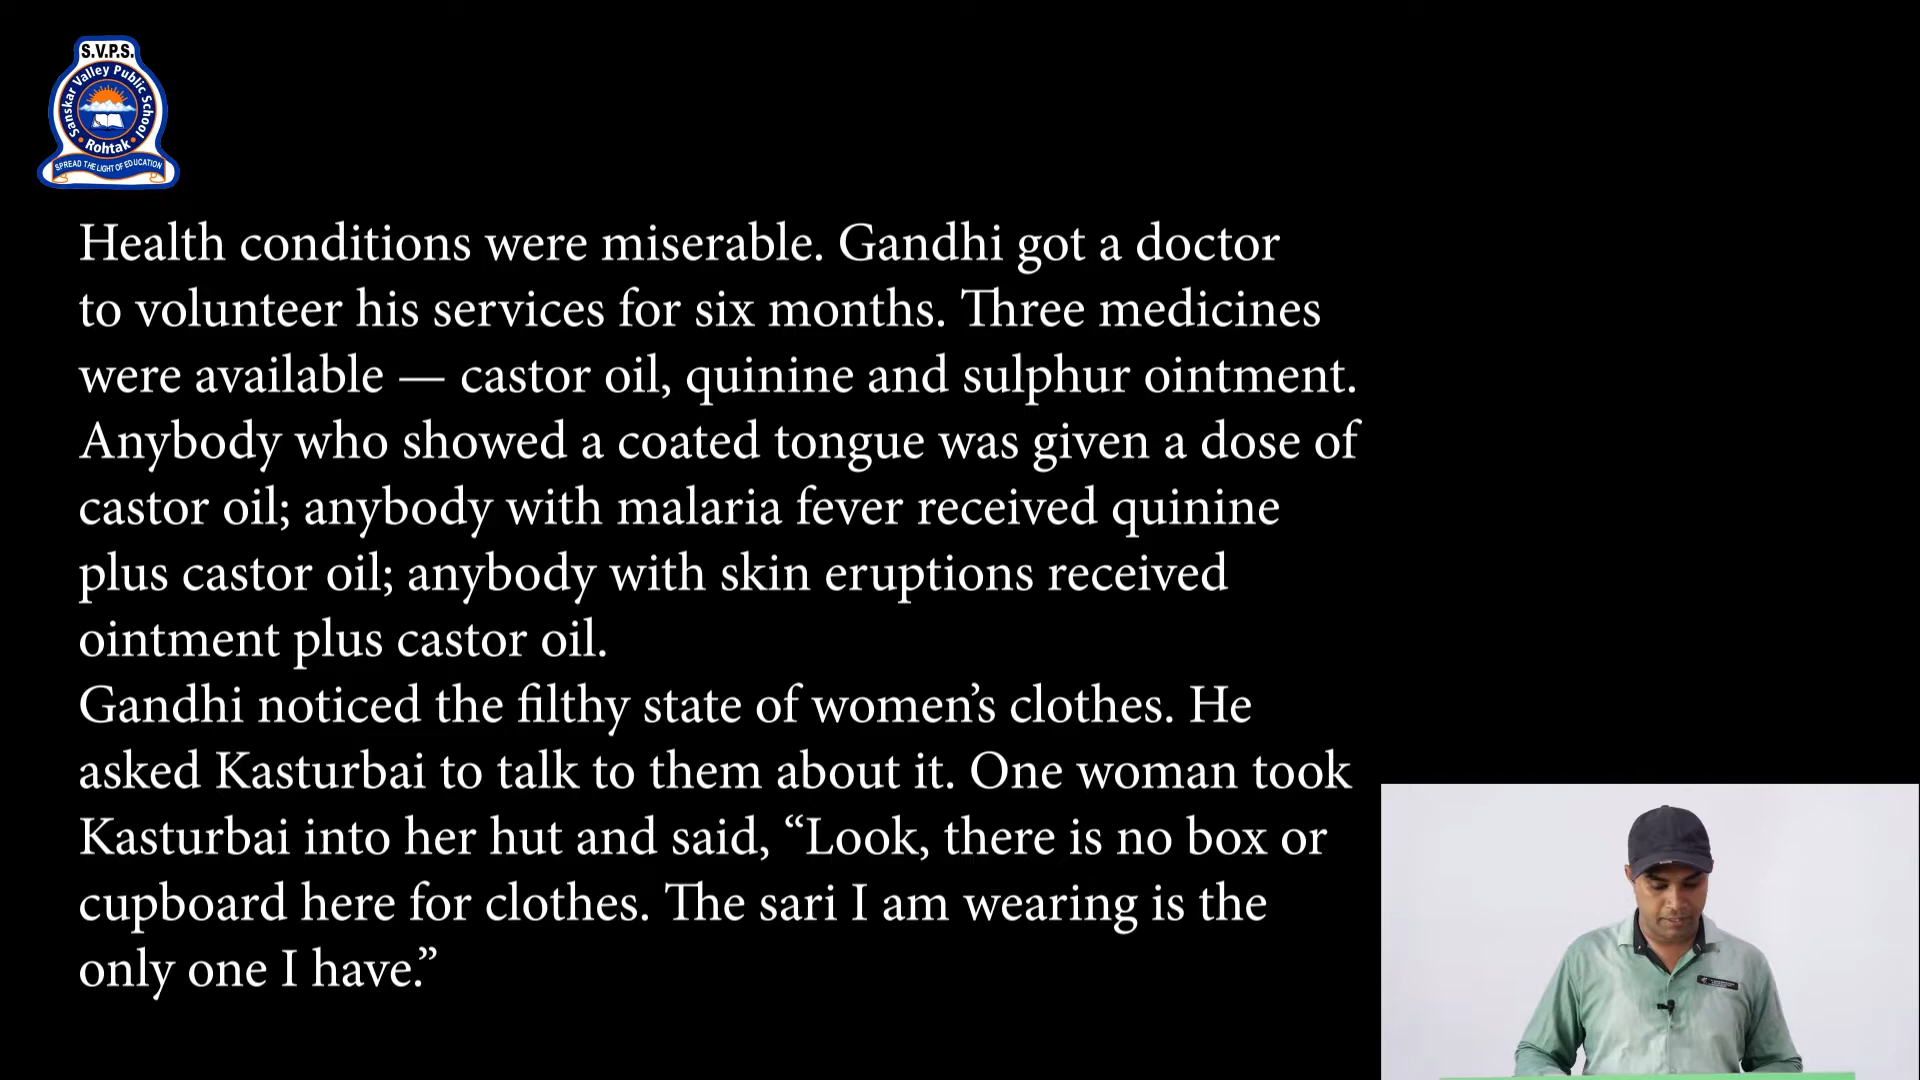 S.V.P.S.
Sanskar Valley Public School
Rohtak
SPREAD THE LIGHT OF EDUCATION
Health conditions were miserable. Gandhi got a doctor
to volunteer his services for six months. Three medicines
were available — castor oil, quinine and sulphur ointment.
Anybody who showed a coated tongue was given a dose of
castor oil; anybody with malaria fever received quinine
plus castor oil; anybody with skin eruptions received
ointment plus castor oil.
Gandhi noticed the filthy state of women’s clothes. He
asked Kasturbai to talk to them about it. One woman took
Kasturbai into her hut and said, “Look, there is no box or
cupboard here for clothes. The sari I am wearing is the
only one I have.”